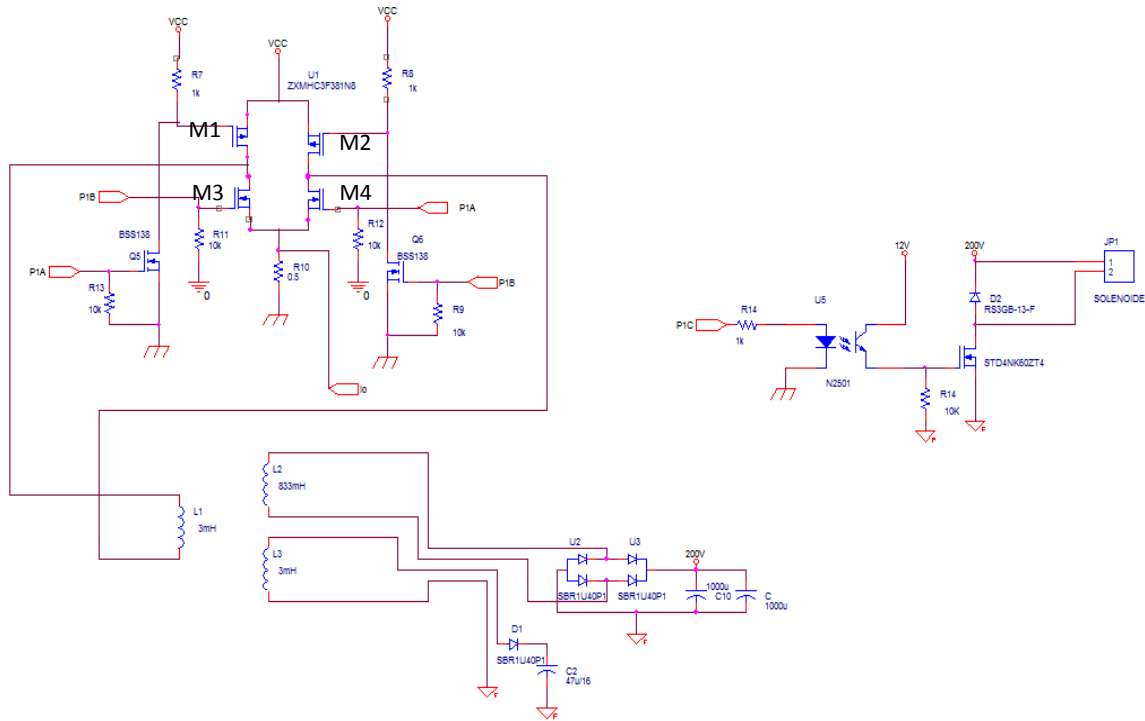 VCC
VCC
VCC
R7
1k
U1
ZXMHC3F381N8
R8
1k
M1
M2
M3
M4
P1B
P1A
R11
10k
R12
10k
BSS138
Q5
Q6
BSS138
P1A
R13
10k
0
R10
0.5
0
P1B
R9
10k
Io
12V
200V
JP1
1
2
SOLENOIDE
D2
RS3GB-13-F
U5
P1C
R14
1k
N2501
STD4NK60ZT4
R14
10K
F
F
L2
833mH
L1
3mH
L3
3mH
U2
U3
200V
SBR1U40P1
SBR1U40P1
1000u
C10
C
1000u
F
D1
SBR1U40P1
C2
47u/16
F
F